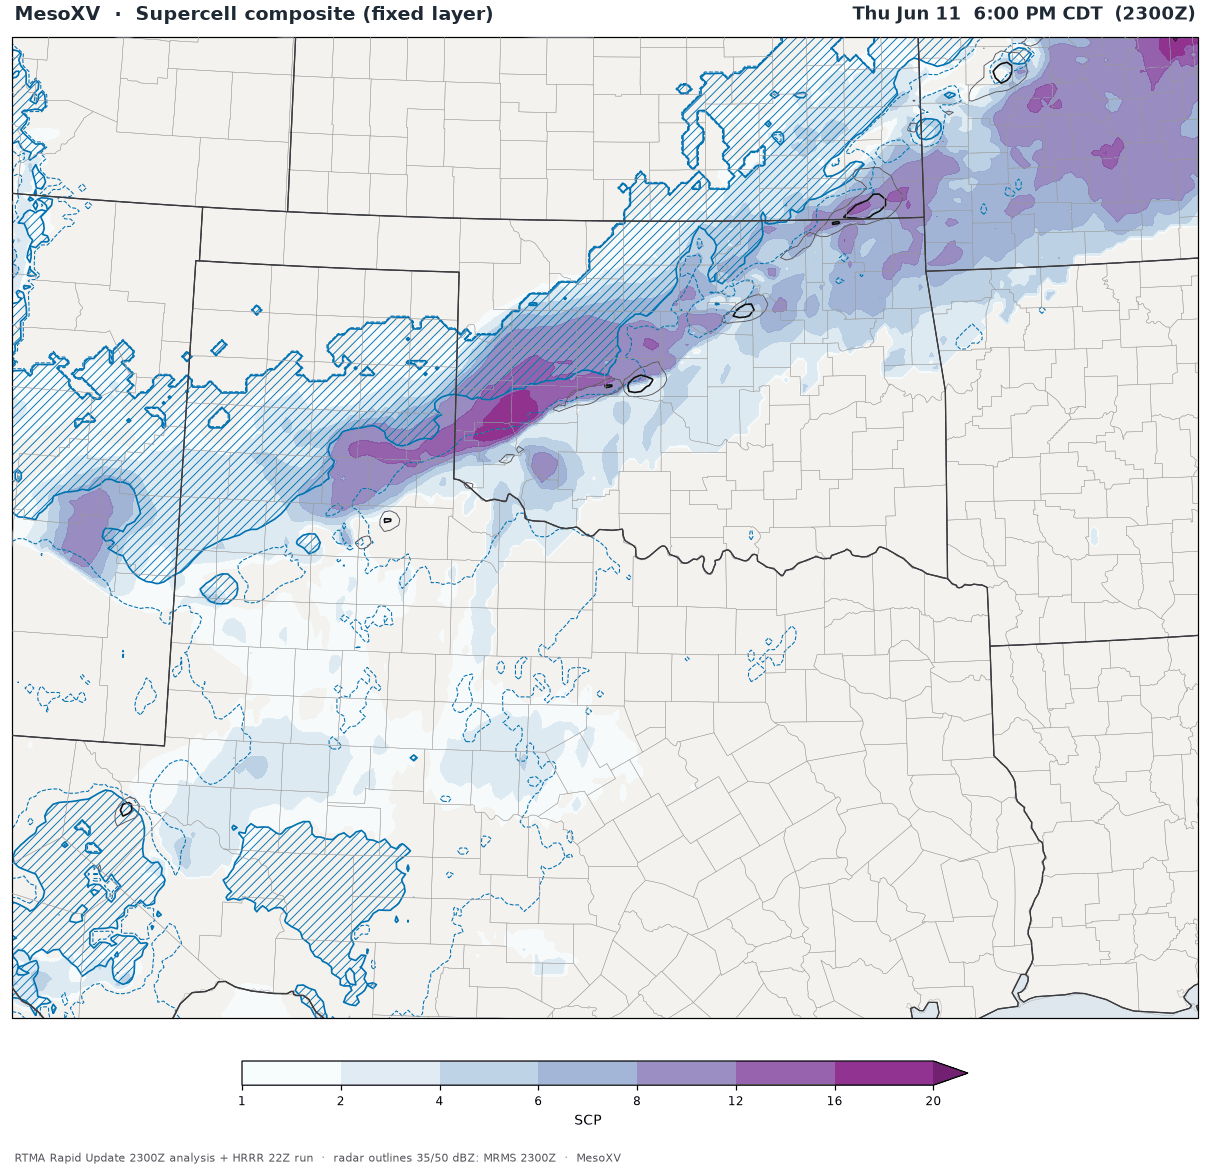 MesoXV · Supercell composite (fixed layer)
Thu Jun 11 6:00 PM CDT (2300Z)
1 2 4 6 8 12 16 20
SCP
RTMA Rapid Update 2300Z analysis + HRRR 22Z run · radar outlines 35/50 dBZ: MRMS 2300Z · MesoXV